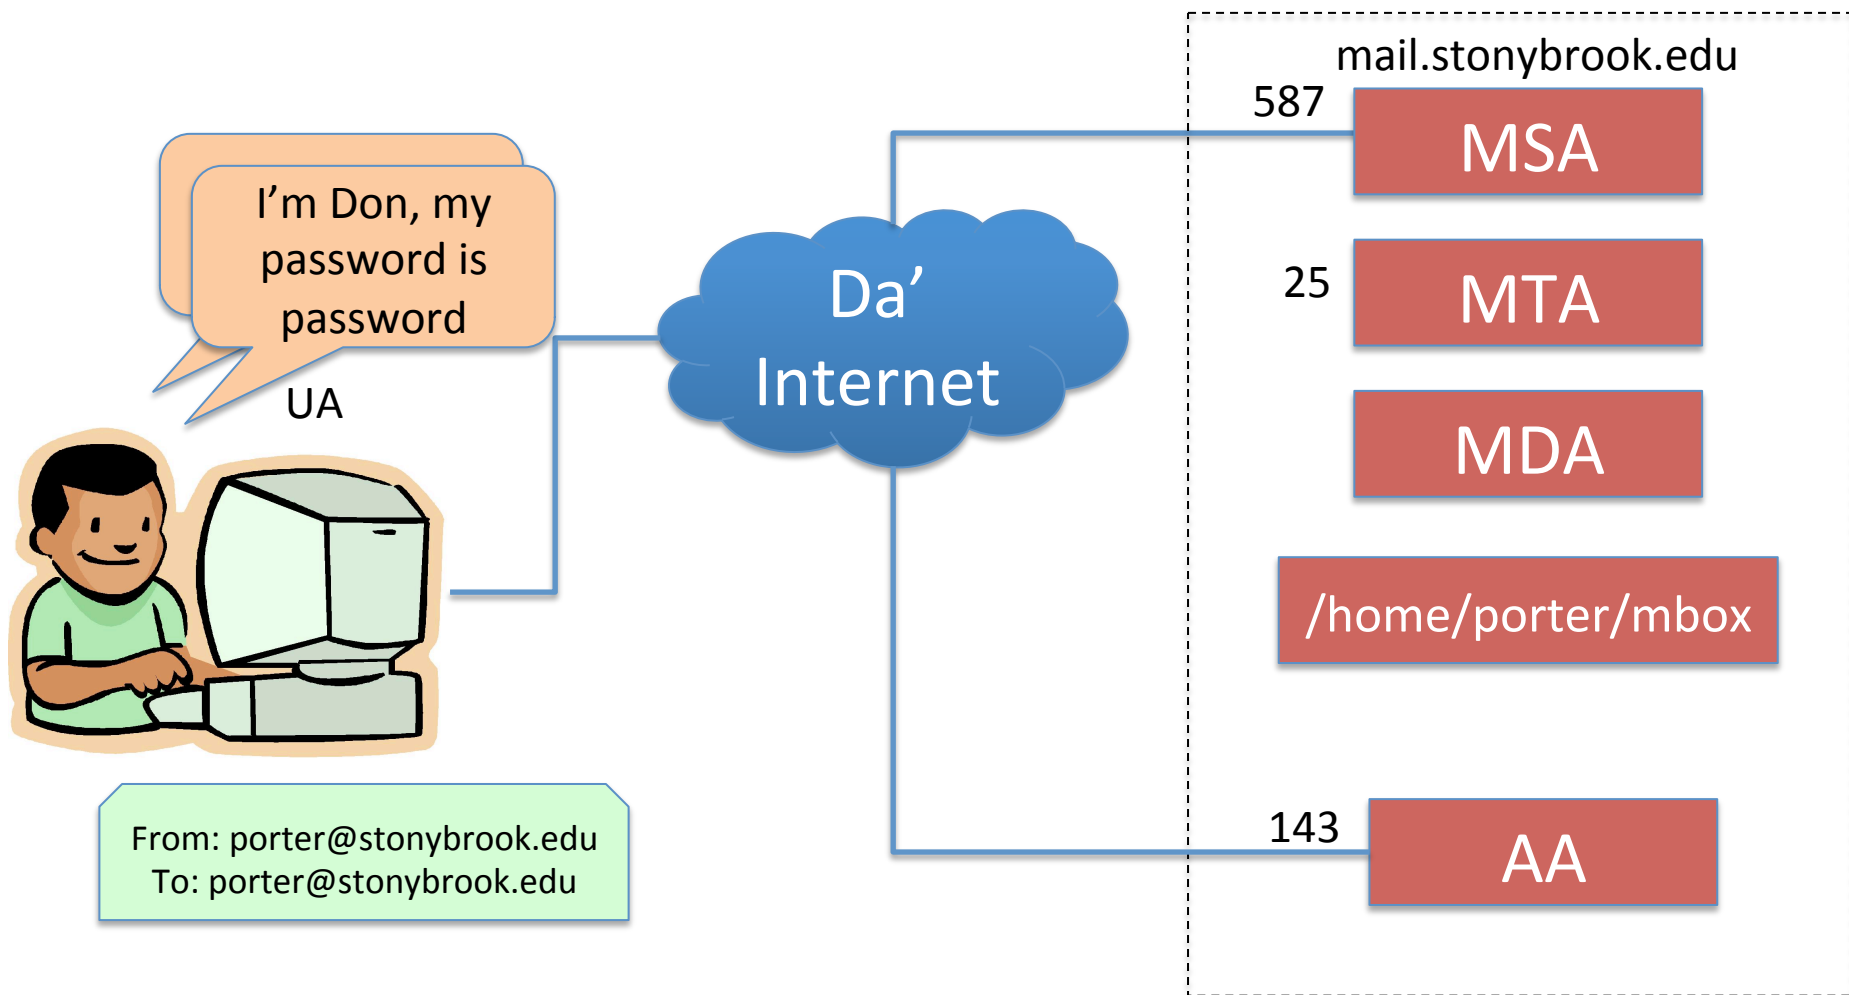 mail.stonybrook.edu
587
MSA
I’m Don, my
password is
password
25
MTA
Da’
Internet
UA
MDA
/home/porter/mbox
143
AA
From: porter@stonybrook.edu
To: porter@stonybrook.edu